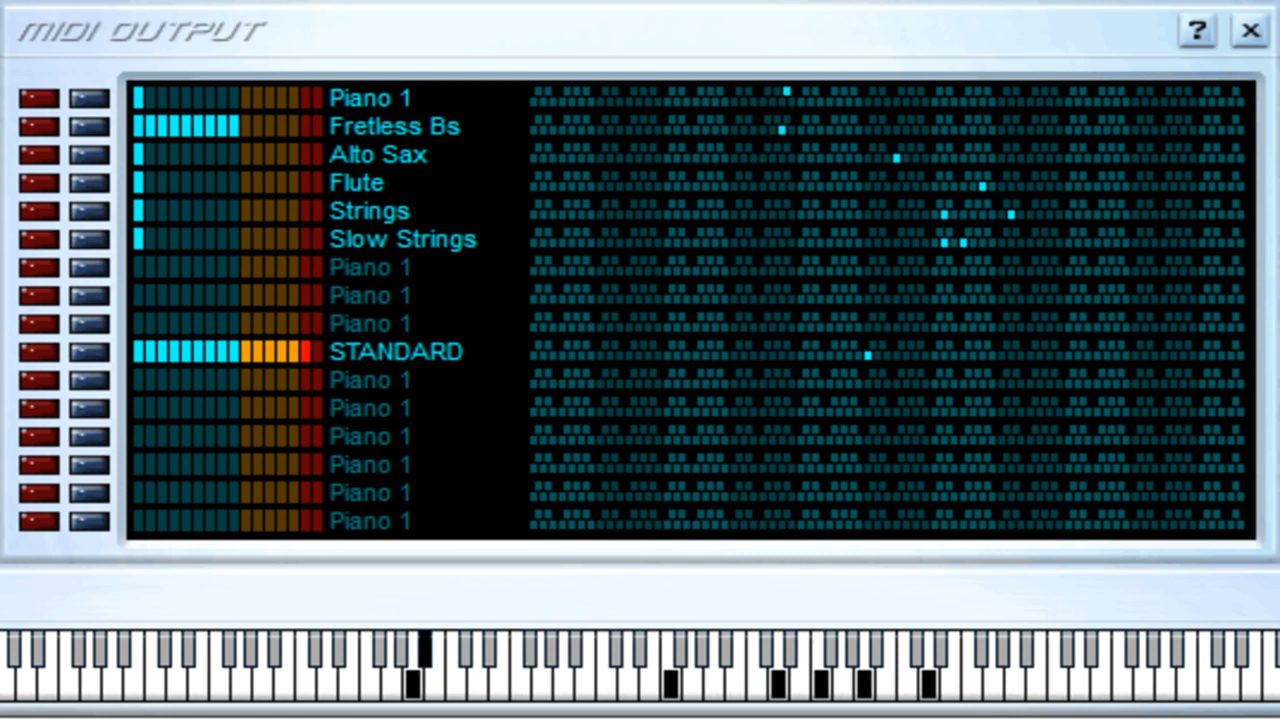 MIDI OUTPUT
? ×
Piano 1
Fretless Bs
Alto Sax
Flute
Strings
Slow Strings
Piano 1
Piano 1
Piano 1
STANDARD
Piano 1
Piano 1
Piano 1
Piano 1
Piano 1
Piano 1